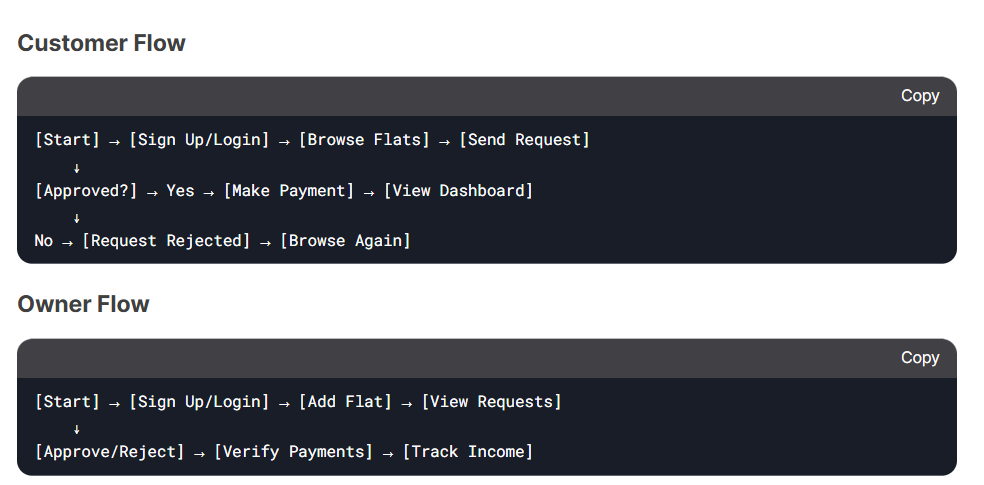 Customer Flow
Copy
[Start] → [Sign Up/Login] → [Browse Flats] → [Send Request]
↓
[Approved?] → Yes → [Make Payment] → [View Dashboard]
↓
No → [Request Rejected] → [Browse Again]
Owner Flow
Copy
[Start] → [Sign Up/Login] → [Add Flat] → [View Requests]
↓
[Approve/Reject] → [Verify Payments] → [Track Income]